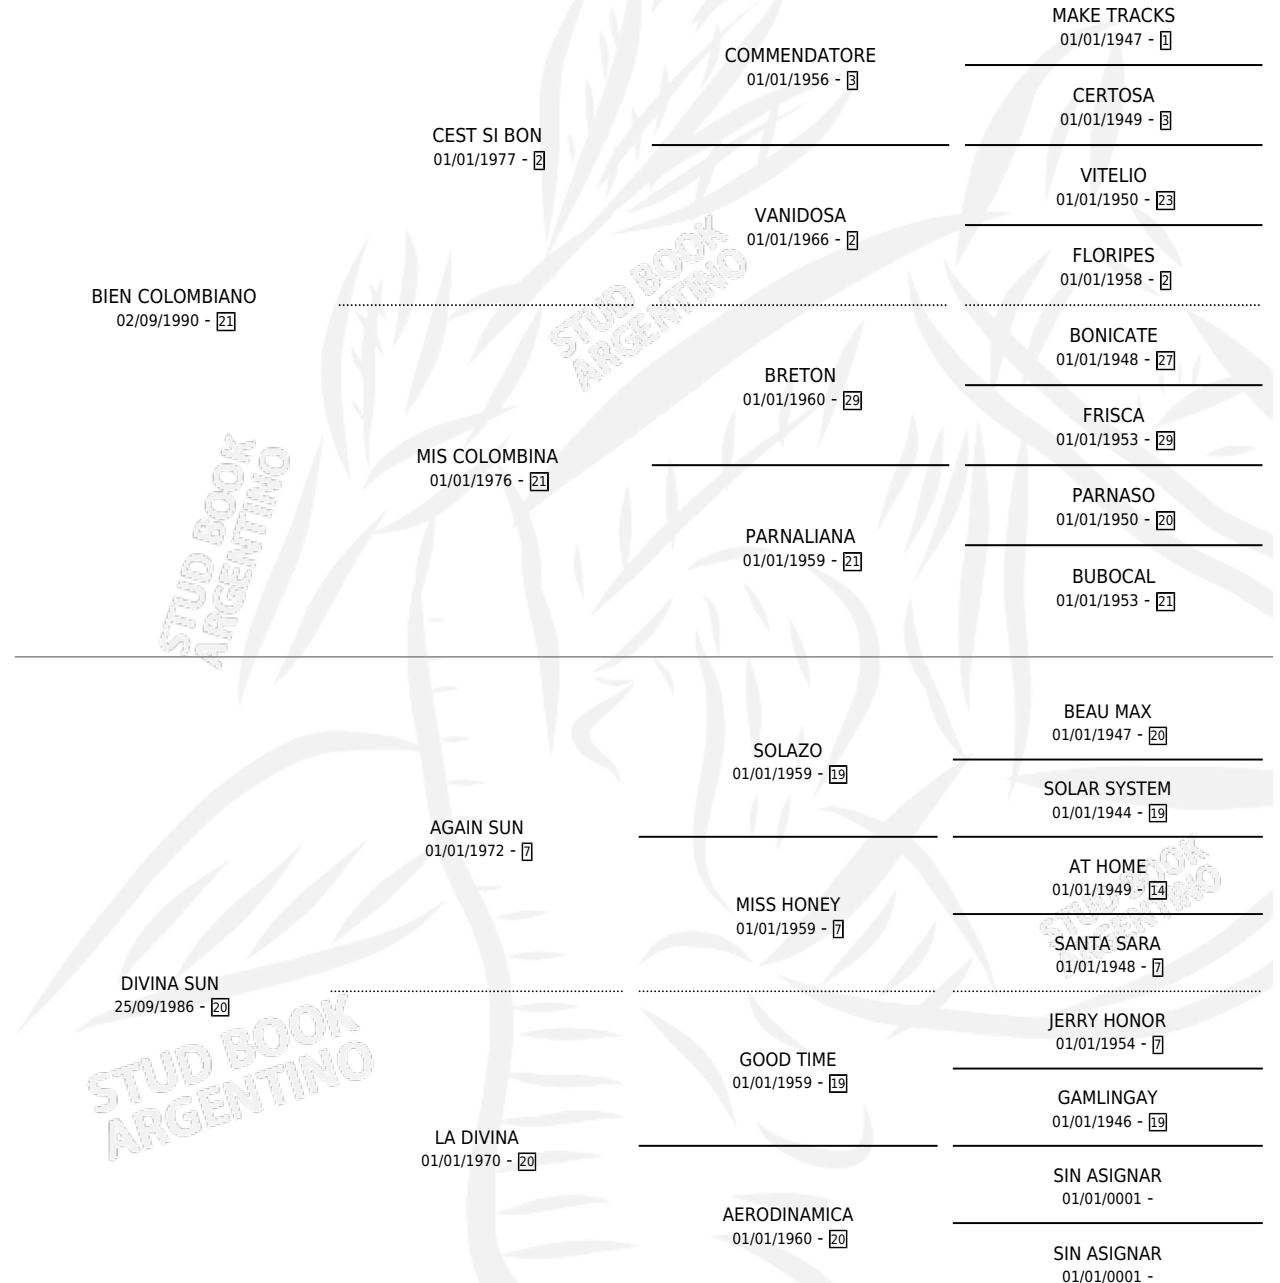 MAKE TRACKS
01/01/1947 - 1
COMMENDATORE
01/01/1956 - 3
CERTOSA
01/01/1949 - 3
CEST SI BON
01/01/1977 - 2
VITELIO
01/01/1950 - 23
VANIDOSA
01/01/1966 - 2
FLORIPES
01/01/1958 - 2
BIEN COLOMBIANO
02/09/1990 - 21
BONICATE
01/01/1948 - 27
BRETON
01/01/1960 - 29
FRISCA
01/01/1953 - 29
MIS COLOMBINA
01/01/1976 - 21
PARNASO
01/01/1950 - 20
PARNALIANA
01/01/1959 - 21
BUBOCAL
01/01/1953 - 21
STUD BOOK
ARGENTINO
STUD BOOK
ARGENTINO
BEAU MAX
01/01/1947 - 20
SOLAZO
01/01/1959 - 19
SOLAR SYSTEM
01/01/1944 - 19
AGAIN SUN
01/01/1972 - 7
AT HOME
01/01/1949 - 14
MISS HONEY
01/01/1959 - 7
SANTA SARA
01/01/1948 - 7
DIVINA SUN
25/09/1986 - 20
JERRY HONOR
01/01/1954 - 7
GOOD TIME
01/01/1959 - 19
GAMLINGAY
01/01/1946 - 19
LA DIVINA
01/01/1970 - 20
SIN ASIGNAR
01/01/0001 -
AERODINAMICA
01/01/1960 - 20
SIN ASIGNAR
01/01/0001 -
STUD BOOK
ARGENTINO
STUD BOOK
ARGENTINO